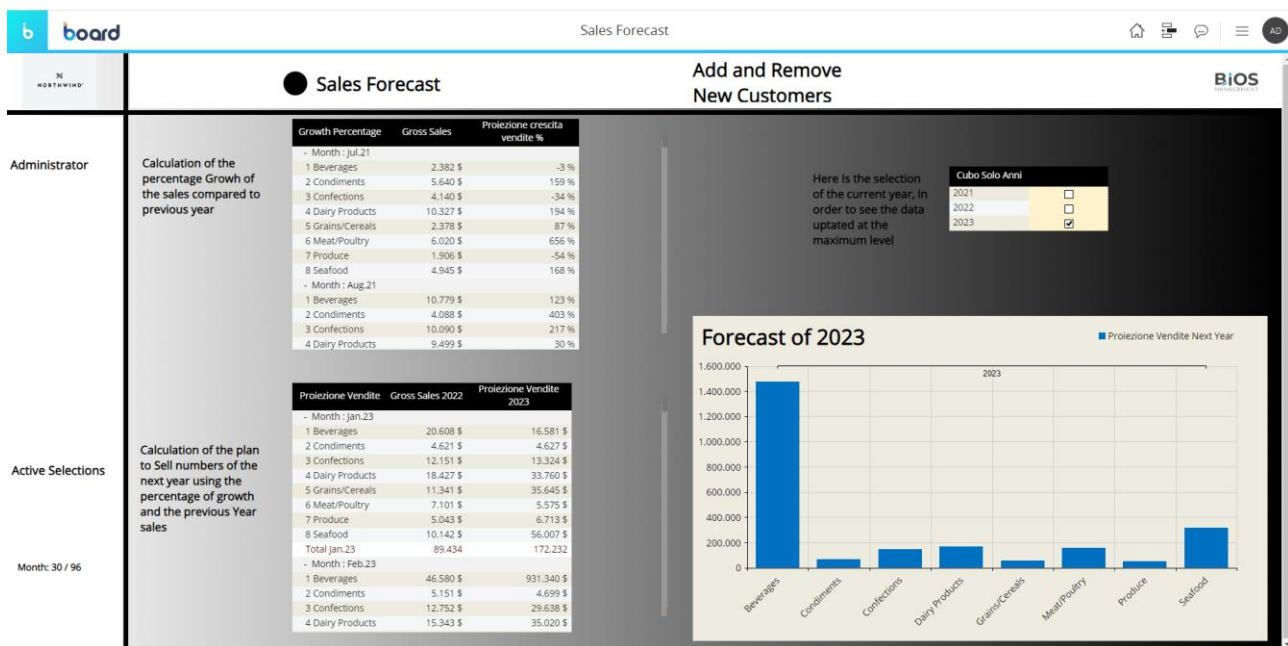 b board
Sales Forecast
AD
NORTHWIND
Sales Forecast
Add and Remove
New Customers
BiOS
MANAGEMENT
Administrator
Calculation of the
percentage Growh of
the sales compared to
previous year
Growth Percentage Gross Sales Proiezione crescita
vendite %
- Month : Jul.21
1 Beverages 2.382 $ -3 %
2 Condiments 5.640 $ 159 %
3 Confections 4.140 $ -34 %
4 Dairy Products 10.327 $ 194 %
5 Grains/Cereals 2.378 $ 87 %
6 Meat/Poultry 6.020 $ 656 %
7 Produce 1.906 $ -54 %
8 Seafood 4.945 $ 168 %
- Month : Aug.21
1 Beverages 10.779 $ 123 %
2 Condiments 4.088 $ 403 %
3 Confections 10.090 $ 217 %
4 Dairy Products 9.499 $ 30 %
Here Is the selection
of the current year, in
order to see the data
uptated at the
maximum level
Cubo Solo Anni
2021
2022
2023
Active Selections
Month: 30 / 96
Calculation of the plan
to Sell numbers of the
next year using the
percentage of growth
and the previous Year
sales
Proiezione Vendite Gross Sales 2022 Proiezione Vendite
2023
- Month : Jan.23
1 Beverages 20.608 $ 16.581 $
2 Condiments 4.621 $ 4.627 $
3 Confections 12.151 $ 13.324 $
4 Dairy Products 18.427 $ 33.760 $
5 Grains/Cereals 11.341 $ 35.645 $
6 Meat/Poultry 7.101 $ 5.575 $
7 Produce 5.043 $ 6.713 $
8 Seafood 10.142 $ 56.007 $
Total Jan.23 89.434 172.232
- Month : Feb.23
1 Beverages 46.580 $ 931.340 $
2 Condiments 5.151 $ 4.699 $
3 Confections 12.752 $ 29.638 $
4 Dairy Products 15.343 $ 35.020 $
Forecast of 2023
Proiezione Vendite Next Year
2023
1.600.000
1.400.000
1.200.000
1.000.000
800.000
600.000
400.000
200.000
0
Beverages
Condiments
Confections
Dairy Products
Grains/Cereals
Meat/Poultry
Produce
Seafood